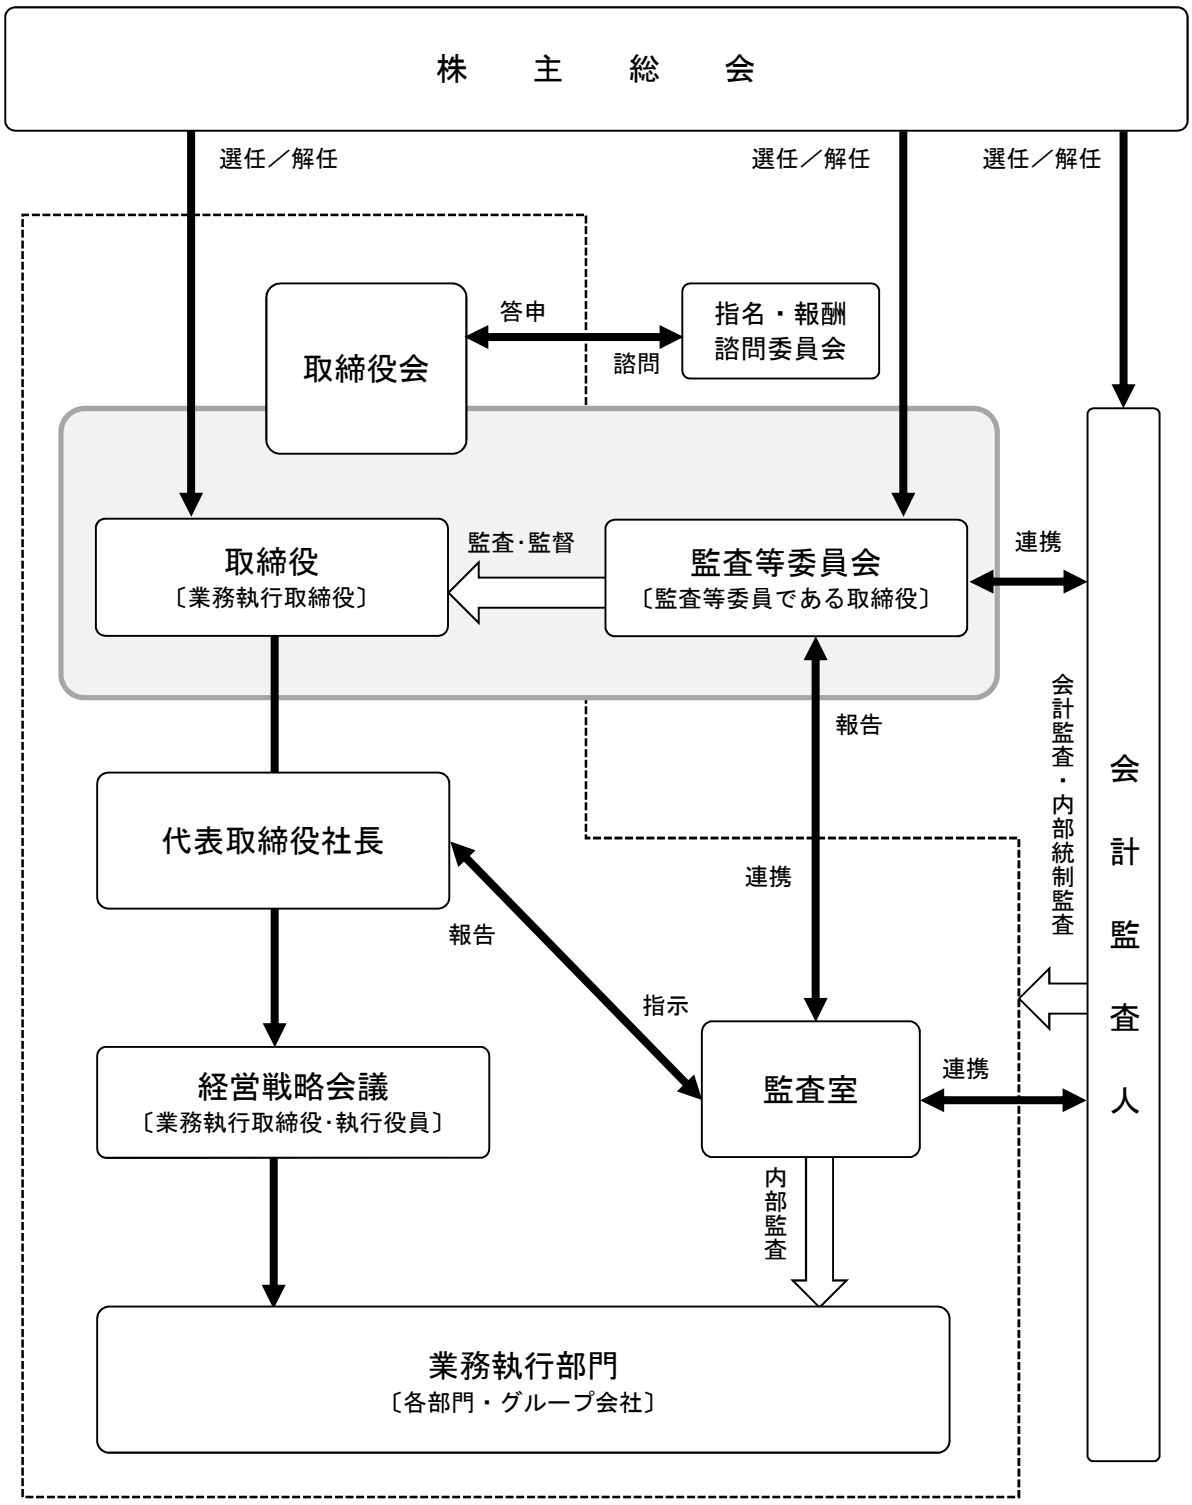 株主総会
選任／解任
選任／解任
選任／解任
取締役会
答申
諮問
指名・報酬
諮問委員会
取締役
〔業務執行取締役〕
監査･監督
監査等委員会
〔監査等委員である取締役〕
連携
報告
会計監査・内部統制監査
会計監査人
代表取締役社長
連携
報告
指示
経営戦略会議
〔業務執行取締役･執行役員〕
監査室
連携
内部監査
業務執行部門
〔各部門・グループ会社〕